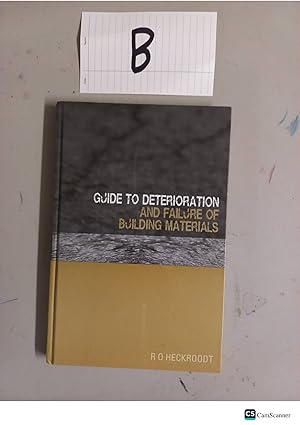 B
GUIDE TO DETERIORATION
AND FAILURE OF
BUILDING MATERIALS
R O HECKROODT
CS CamScanner